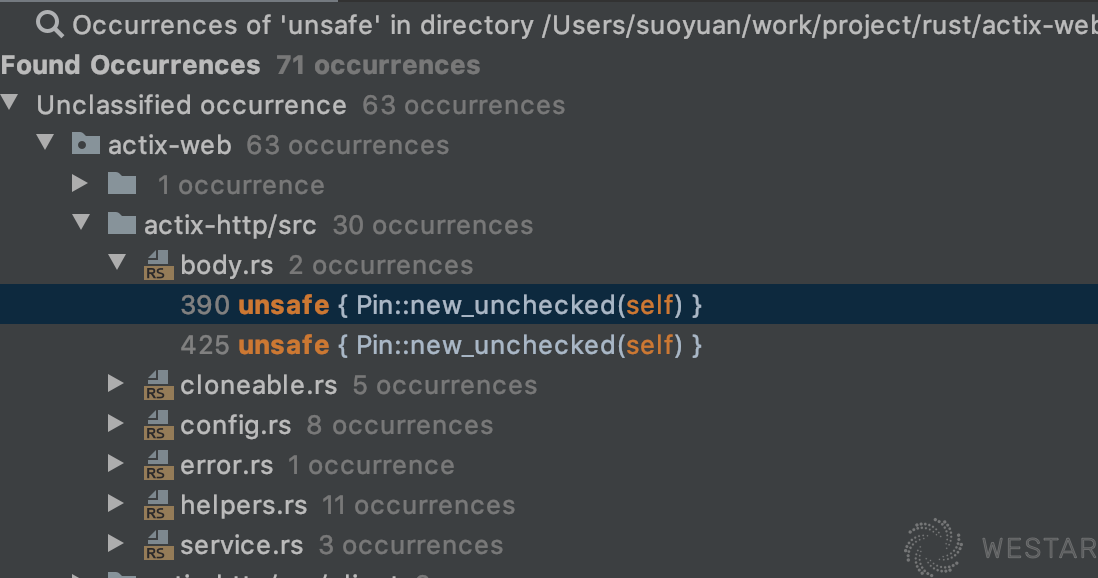 Occurrences of 'unsafe' in directory /Users/suoyuan/work/project/rust/actix-web
Found Occurrences 71 occurrences
Unclassified occurrence 63 occurrences
actix-web 63 occurrences
1 occurrence
actix-http/src 30 occurrences
RS body.rs 2 occurrences
390 unsafe { Pin::new_unchecked(self) }
425 unsafe { Pin::new_unchecked(self) }
RS cloneable.rs 5 occurrences
RS config.rs 8 occurrences
RS error.rs 1 occurrence
RS helpers.rs 11 occurrences
RS service.rs 3 occurrences
WESTAR